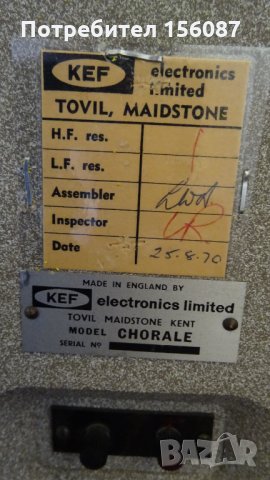 Потребител 156087
KEF electronics
limited
TOVIL, MAIDSTONE
H.F. res.
L.F. res.
Assembler
Inspector
Date 25.8.70
MADE IN ENGLAND BY
KEF electronics limited
TOVIL MAIDSTONE KENT
MODEL CHORALE
SERIAL Nº
BAZAR